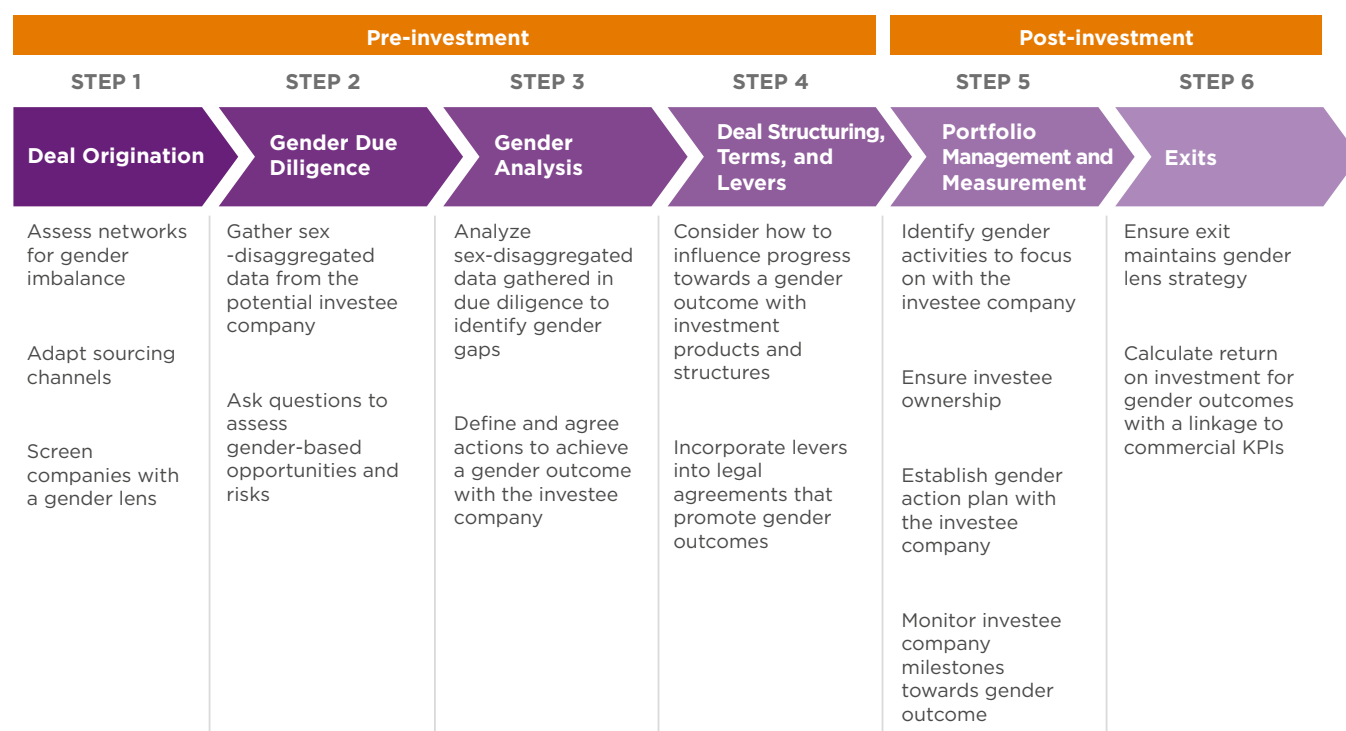 Pre-investment
Post-investment
STEP 1
STEP 2
STEP 3
STEP 4
STEP 5
STEP 6
Deal Origination
Gender Due
Diligence
Gender
Analysis
Deal Structuring,
Terms, and
Levers
Portfolio
Management and
Measurement
Exits
Assess networks
for gender
imbalance
Adapt sourcing
channels
Screen
companies with
a gender lens
Gather sex
-disaggregated
data from the
potential investee
company
Ask questions to
assess
gender-based
opportunities and
risks
Analyze
sex-disaggregated
data gathered in
due diligence to
identify gender
gaps
Define and agree
actions to achieve
a gender outcome
with the investee
company
Consider how to
influence progress
towards a gender
outcome with
investment
products and
structures
Incorporate levers
into legal
agreements that
promote gender
outcomes
Identify gender
activities to focus
on with the
investee company
Ensure investee
ownership
Establish gender
action plan with
the investee
company
Monitor investee
company
milestones
towards gender
outcome
Ensure exit
maintains gender
lens strategy
Calculate return
on investment for
gender outcomes
with a linkage to
commercial KPIs